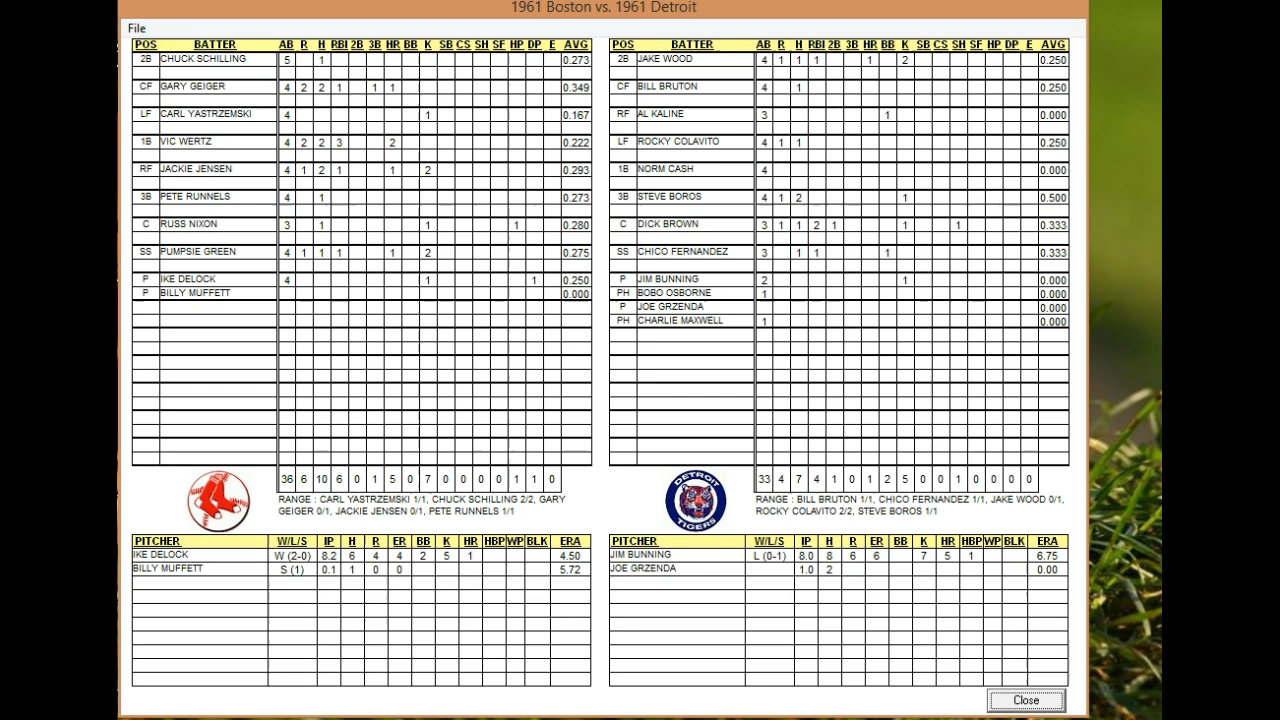 1961 Boston vs. 1961 Detroit
File
POS BATTER AB R H RBI 2B 3B HR BB K SB CS SH SF HP DP E AVG
2B CHUCK SCHILLING 5 1 0.273
CF GARY GEIGER 4 2 2 1 1 1 0.349
LF CARL YASTRZEMSKI 4 1 0.167
1B VIC WERTZ 4 2 2 3 2 0.222
RF JACKIE JENSEN 4 1 2 1 1 2 0.293
3B PETE RUNNELS 4 1 0.273
C RUSS NIXON 3 1 1 1 0.280
SS PUMPSIE GREEN 4 1 1 1 1 2 0.275
P IKE DELOCK 4 1 1 0.250
P BILLY MUFFETT 0.000
36 6 10 6 0 1 5 0 7 0 0 0 0 1 1 0
RANGE : CARL YASTRZEMSKI 1/1, CHUCK SCHILLING 2/2, GARY
GEIGER 0/1, JACKIE JENSEN 0/1, PETE RUNNELS 1/1
PITCHER W/L/S IP H R ER BB K HR HBP WP BLK ERA
IKE DELOCK W (2-0) 8.2 6 4 4 2 5 1 4.50
BILLY MUFFETT S (1) 0.1 1 0 0 5.72
POS BATTER AB R H RBI 2B 3B HR BB K SB CS SH SF HP DP E AVG
2B JAKE WOOD 4 1 1 1 1 2 0.250
CF BILL BRUTON 4 1 0.250
RF AL KALINE 3 1 0.000
LF ROCKY COLAVITO 4 1 1 0.250
1B NORM CASH 4 0.000
3B STEVE BOROS 4 1 2 1 0.500
C DICK BROWN 3 1 1 2 1 1 1 0.333
SS CHICO FERNANDEZ 3 1 1 1 0.333
P JIM BUNNING 2 1 0.000
PH BOBO OSBORNE 1 0.000
P JOE GRZENDA 0.000
PH CHARLIE MAXWELL 1 0.000
DETROIT
TIGERS
33 4 7 4 1 0 1 2 5 0 0 1 0 0 0 0
RANGE : BILL BRUTON 1/1, CHICO FERNANDEZ 1/1, JAKE WOOD 0/1,
ROCKY COLAVITO 2/2, STEVE BOROS 1/1
PITCHER W/L/S IP H R ER BB K HR HBP WP BLK ERA
JIM BUNNING L (0-1) 8.0 8 6 6 7 5 1 6.75
JOE GRZENDA 1.0 2 0.00
Close